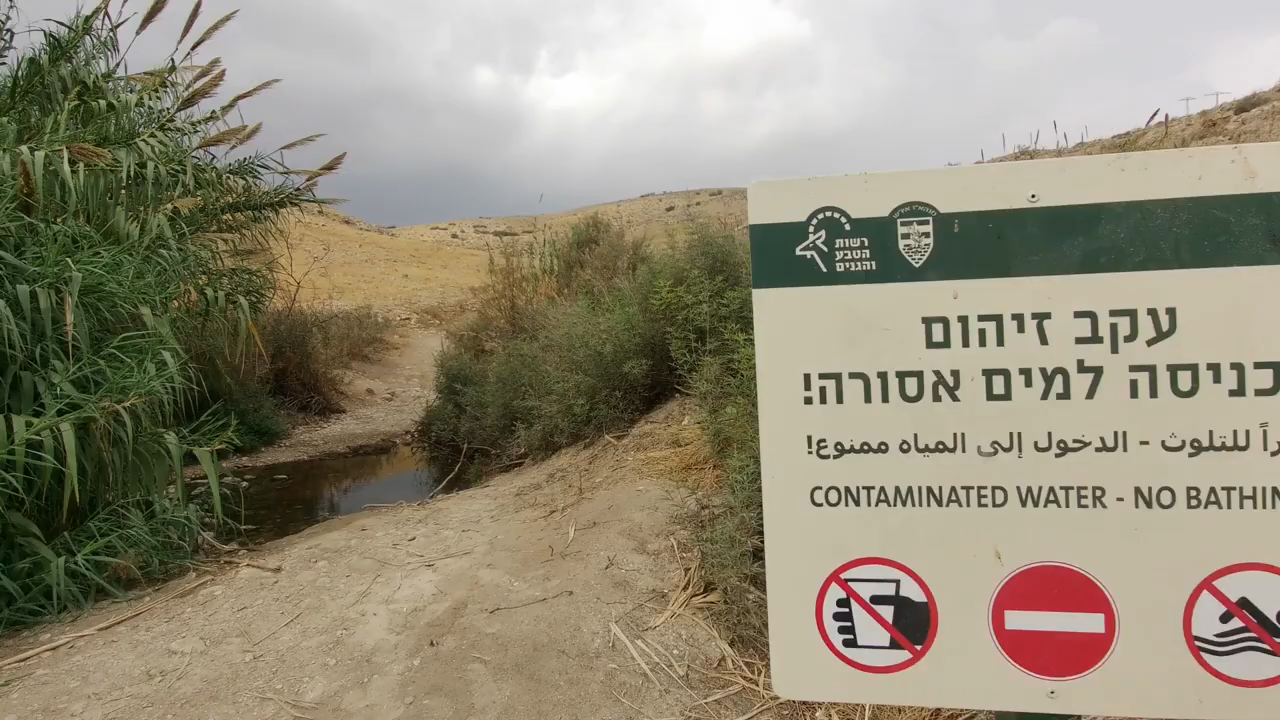 רשות
הטבע
והגנים
עקב זיהום
כניסה למים אסורה!
للتلوث - الدخول إلى المياه ممنوع!
CONTAMINATED WATER - NO BATHIN